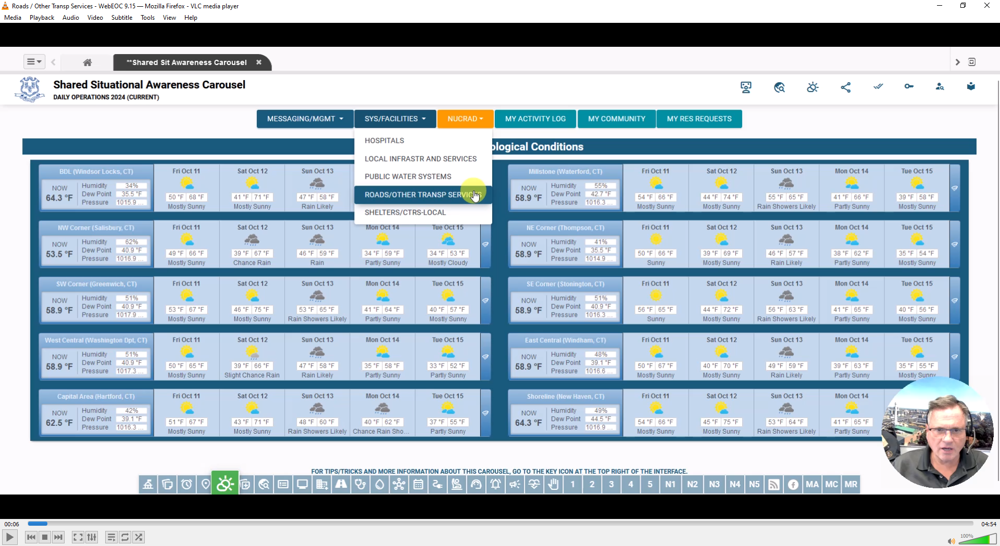 Roads / Other Transp Services - WebEOC 9.15 — Mozilla Firefox - VLC media player
Media Playback Audio Video Subtitle Tools View Help
**Shared Sit Awareness Carousel
Shared Situational Awareness Carousel
DAILY OPERATIONS 2024 (CURRENT)
MESSAGING/MGMT SYS/FACILITIES NUCRAD MY ACTIVITY LOG MY COMMUNITY MY RES REQUESTS
HOSPITALS
LOCAL INFRASTR AND SERVICES
PUBLIC WATER SYSTEMS
ROADS/OTHER TRANSP SERVICES
SHELTERS/CTRS-LOCAL
ological Conditions
BDL (Windsor Locks, CT) Fri Oct 11 Sat Oct 12 Sun Oct 13
NOW 64.3 °F
Humidity 34%
Dew Point 35.5 °F
Pressure 1015.9 ...
50 °F 68 °F 41 °F 71 °F 47 °F 58 °F
Mostly Sunny Mostly Sunny Rain Likely
Millstone (Waterford, CT) Fri Oct 11 Sat Oct 12 Sun Oct 13 Mon Oct 14 Tue Oct 15
NOW 58.9 °F
Humidity 55%
Dew Point 42.7 °F
Pressure 1016.3 ...
54 °F 66 °F 44 °F 74 °F 55 °F 65 °F 41 °F 66 °F 39 °F 58 °F
Mostly Sunny Mostly Sunny Rain Showers Likely Partly Sunny Mostly Sunny
NW Corner (Salisbury, CT) Fri Oct 11 Sat Oct 12 Sun Oct 13 Mon Oct 14 Tue Oct 15
NOW 53.5 °F
Humidity 62%
Dew Point 40.9 °F
Pressure 1016.9 ...
49 °F 66 °F 39 °F 67 °F 46 °F 59 °F 34 °F 59 °F 34 °F 53 °F
Mostly Sunny Chance Rain Rain Partly Sunny Mostly Cloudy
NE Corner (Thompson, CT) Fri Oct 11 Sat Oct 12 Sun Oct 13 Mon Oct 14 Tue Oct 15
NOW 58.9 °F
Humidity 41%
Dew Point 35.5 °F
Pressure 1014.9 ...
50 °F 66 °F 39 °F 69 °F 46 °F 57 °F 38 °F 62 °F 35 °F 54 °F
Sunny Mostly Sunny Rain Likely Partly Sunny Mostly Sunny
SW Corner (Greenwich, CT) Fri Oct 11 Sat Oct 12 Sun Oct 13 Mon Oct 14 Tue Oct 15
NOW 58.9 °F
Humidity 51%
Dew Point 40.9 °F
Pressure 1017.9 ...
53 °F 67 °F 46 °F 75 °F 53 °F 65 °F 41 °F 64 °F 40 °F 57 °F
Mostly Sunny Mostly Sunny Rain Showers Likely Partly Sunny Mostly Sunny
SE Corner (Stonington, CT) Fri Oct 11 Sat Oct 12 Sun Oct 13 Mon Oct 14 Tue Oct 15
NOW 58.9 °F
Humidity 51%
Dew Point 40.9 °F
Pressure 1016.3 ...
56 °F 65 °F 44 °F 72 °F 56 °F 63 °F 41 °F 65 °F 40 °F 56 °F
Sunny Mostly Sunny Rain Showers Likely Partly Sunny Mostly Sunny
West Central (Washington Dpt, CT) Fri Oct 11 Sat Oct 12 Sun Oct 13 Mon Oct 14 Tue Oct 15
NOW 58.9 °F
Humidity 51%
Dew Point 40.9 °F
Pressure 1017.3 ...
50 °F 65 °F 39 °F 66 °F 47 °F 58 °F 35 °F 58 °F 33 °F 52 °F
Mostly Sunny Slight Chance Rain Rain Likely Partly Sunny Partly Sunny
East Central (Windham, CT) Fri Oct 11 Sat Oct 12 Sun Oct 13 Mon Oct 14 Tue Oct 15
NOW 58.9 °F
Humidity 48%
Dew Point 39.1 °F
Pressure 1016.6 ...
50 °F 67 °F 40 °F 70 °F 49 °F 59 °F 39 °F 63 °F 35 °F 55 °F
Mostly Sunny Mostly Sunny Rain Likely Partly Sunny Mostly Sunny
Capital Area (Hartford, CT) Fri Oct 11 Sat Oct 12 Sun Oct 13 Mon Oct 14 Tue Oct 15
NOW 62.5 °F
Humidity 42%
Dew Point 39.1 °F
Pressure 1016.3 ...
51 °F 67 °F 43 °F 71 °F 48 °F 60 °F 40 °F 62 °F 37 °F 55 °F
Mostly Sunny Mostly Sunny Rain Showers Likely Chance Rain Sho... Partly Sunny
Shoreline (New Haven, CT) Fri Oct 11 Sat Oct 12 Sun Oct 13 Mon Oct 14
NOW 64.3 °F
Humidity 49%
Dew Point 44.5 °F
Pressure 1016.9 ...
54 °F 66 °F 45 °F 75 °F 53 °F 64 °F 41 °F 65 °F
Mostly Sunny Mostly Sunny Rain Showers Likely Partly Sunny
FOR TIPS/TRICKS AND MORE INFORMATION ABOUT THIS CAROUSEL, GO TO THE KEY ICON AT THE TOP RIGHT OF THE INTERFACE.
1 2 3 4 5 N1 N2 N3 N4 N5 MA MC MR
00:06 04:54
100%